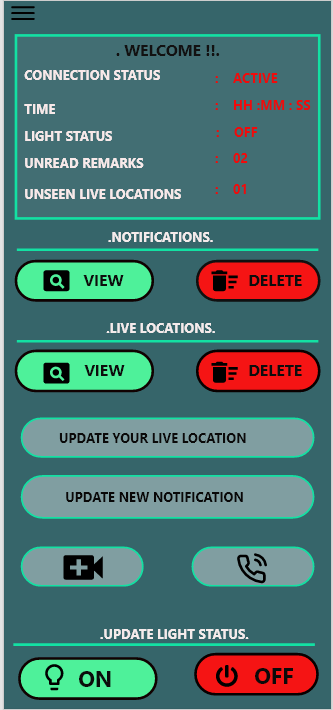 . WELCOME !!.
CONNECTION STATUS : ACTIVE
TIME : HH :MM : SS
LIGHT STATUS : OFF
UNREAD REMARKS : 02
UNSEEN LIVE LOCATIONS : 01
.NOTIFICATIONS.
VIEW DELETE
.LIVE LOCATIONS.
VIEW DELETE
UPDATE YOUR LIVE LOCATION
UPDATE NEW NOTIFICATION
.UPDATE LIGHT STATUS.
ON OFF